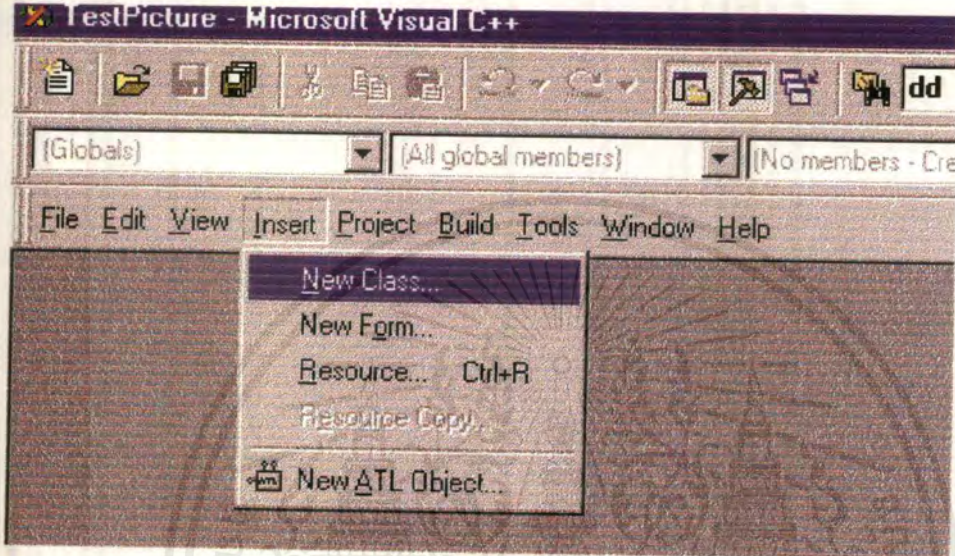 TestPicture - Microsoft Visual C++
dd
(Globals) (All global members) (No members - Cre
File Edit View Insert Project Build Tools Window Help
New Class...
New Form...
Resource... Ctrl+R
Resource Copy...
New ATL Object...